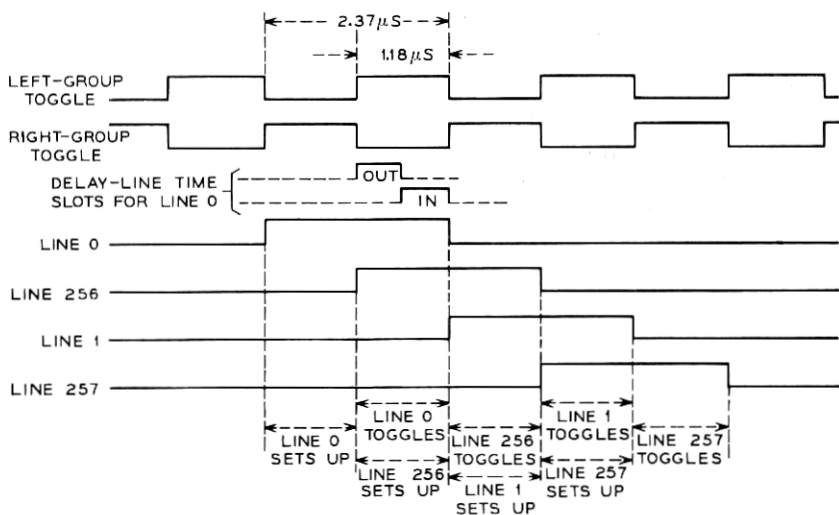 2.37μS
1.18μS
LEFT-GROUP
TOGGLE
RIGHT-GROUP
TOGGLE
DELAY-LINE TIME
SLOTS FOR LINE 0
OUT
IN
LINE 0
LINE 256
LINE 1
LINE 257
LINE 0
SETS UP
LINE 0
TOGGLES
LINE 256
SETS UP
LINE 256
TOGGLES
LINE 1
SETS UP
LINE 1
TOGGLES
LINE 257
SETS UP
LINE 257
TOGGLES